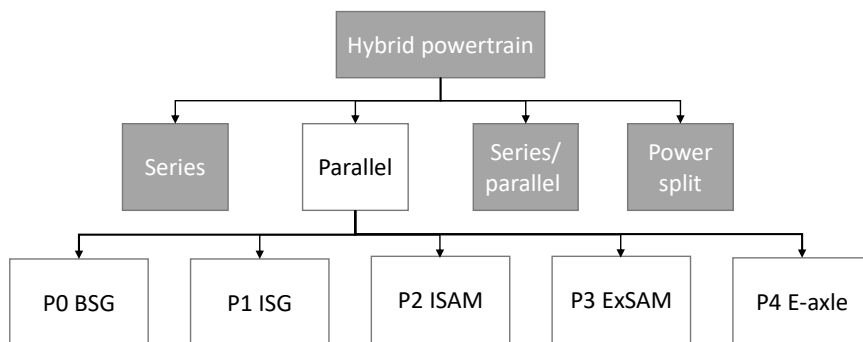 Hybrid powertrain
Series
Parallel
Series/
parallel
Power
split
P0 BSG
P1 ISG
P2 ISAM
P3 ExSAM
P4 E-axle